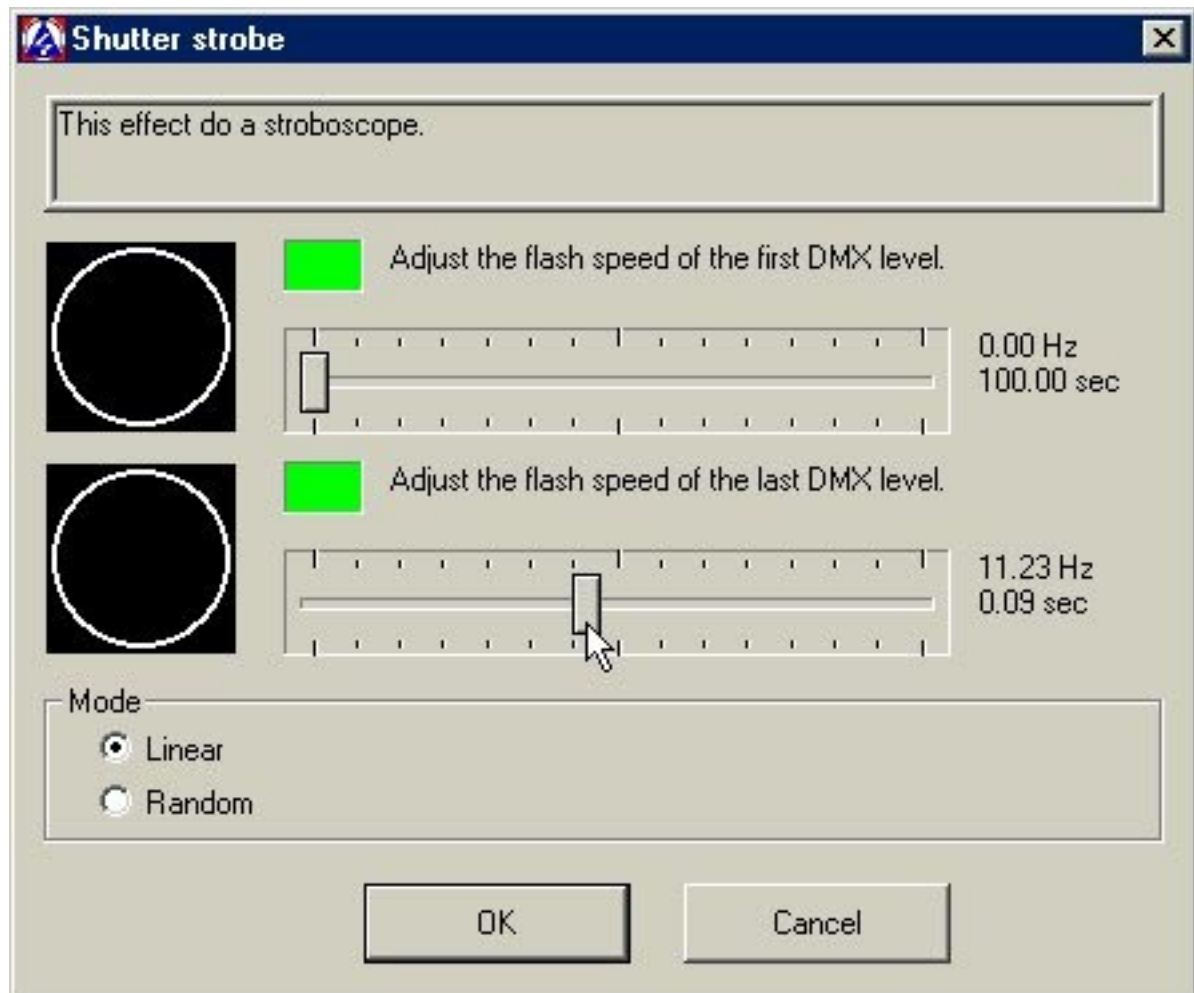 Shutter strobe
This effect do a stroboscope.
Adjust the flash speed of the first DMX level.
0.00 Hz
100.00 sec
Adjust the flash speed of the last DMX level.
11.23 Hz
0.09 sec
Mode
Linear
Random
OK
Cancel